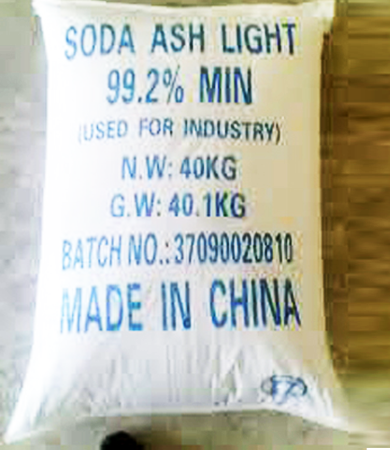 SODA ASH LIGHT
99.2% MIN
(USED FOR INDUSTRY)
N.W: 40KG
G.W: 40.1KG
BATCH NO.: 37090020810
MADE IN CHINA